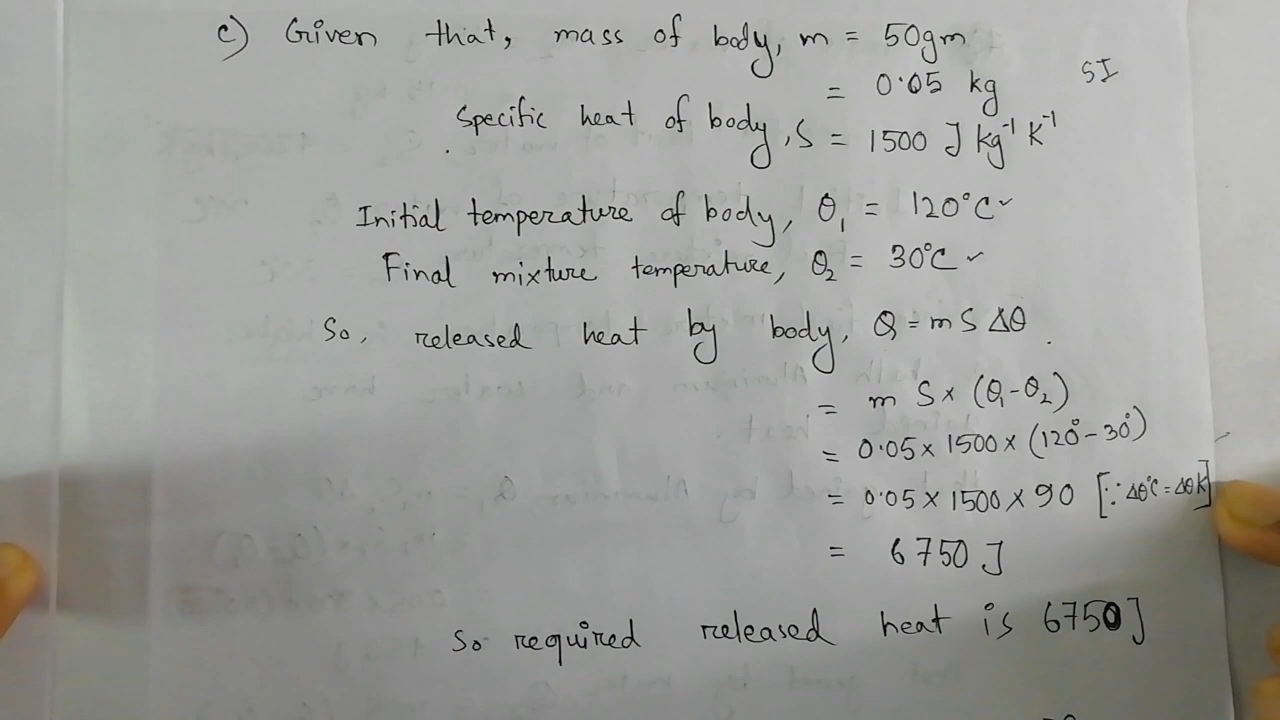 c) Given that, mass of body, m = 50gm
= 0.05 kg SI
Specific heat of body, S = 1500 J kg⁻¹ K⁻¹
Initial temperature of body, θ₁ = 120°C ✓
Final mixture temperature, θ₂ = 30°C ✓
So, released heat by body, Q = m S Δθ
= m S × (θ₁-θ₂)
= 0.05 × 1500 × (120° - 30°)
= 0.05 × 1500 × 90 [∵ Δθ°C = Δθ K]
= 6750 J
So required released heat is 6750 J